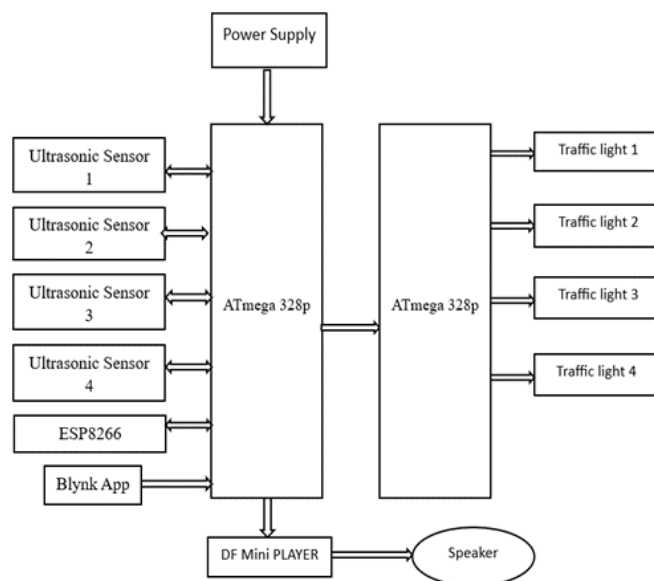 Power Supply
Ultrasonic Sensor
1
Ultrasonic Sensor
2
Ultrasonic Sensor
3
Ultrasonic Sensor
4
ESP8266
Blynk App
ATmega 328p
ATmega 328p
Traffic light 1
Traffic light 2
Traffic light 3
Traffic light 4
DF Mini PLAYER
Speaker